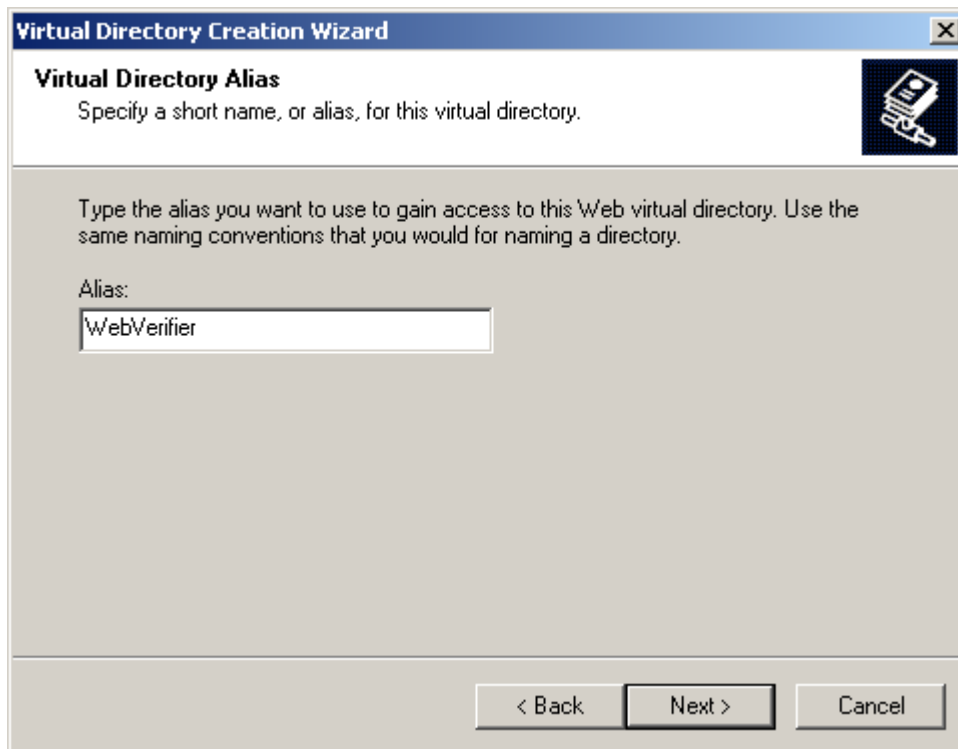 Virtual Directory Creation Wizard
Virtual Directory Alias
Specify a short name, or alias, for this virtual directory.
Type the alias you want to use to gain access to this Web virtual directory. Use the
same naming conventions that you would for naming a directory.
Alias:
WebVerifier
< Back Next > Cancel